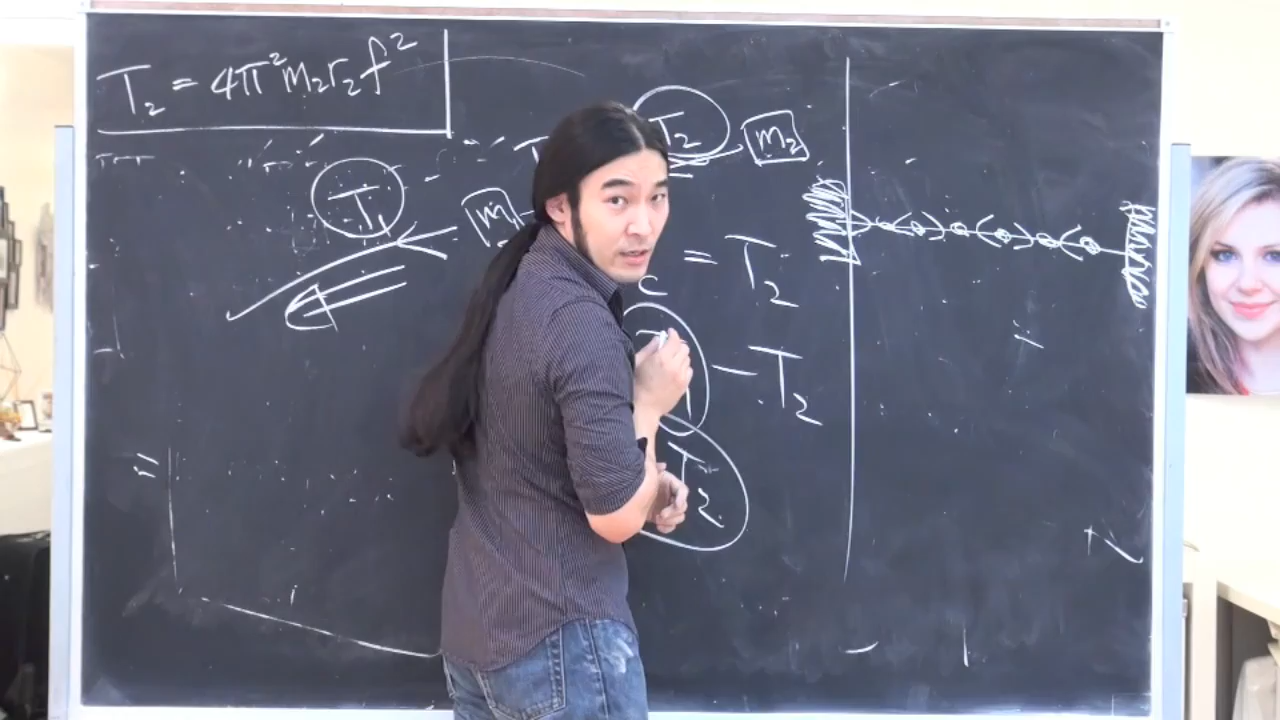 T₂ = 4π²m₂r₂f²
T₂ m₂
T₁ m₁
= T₂
- T₂
T₂